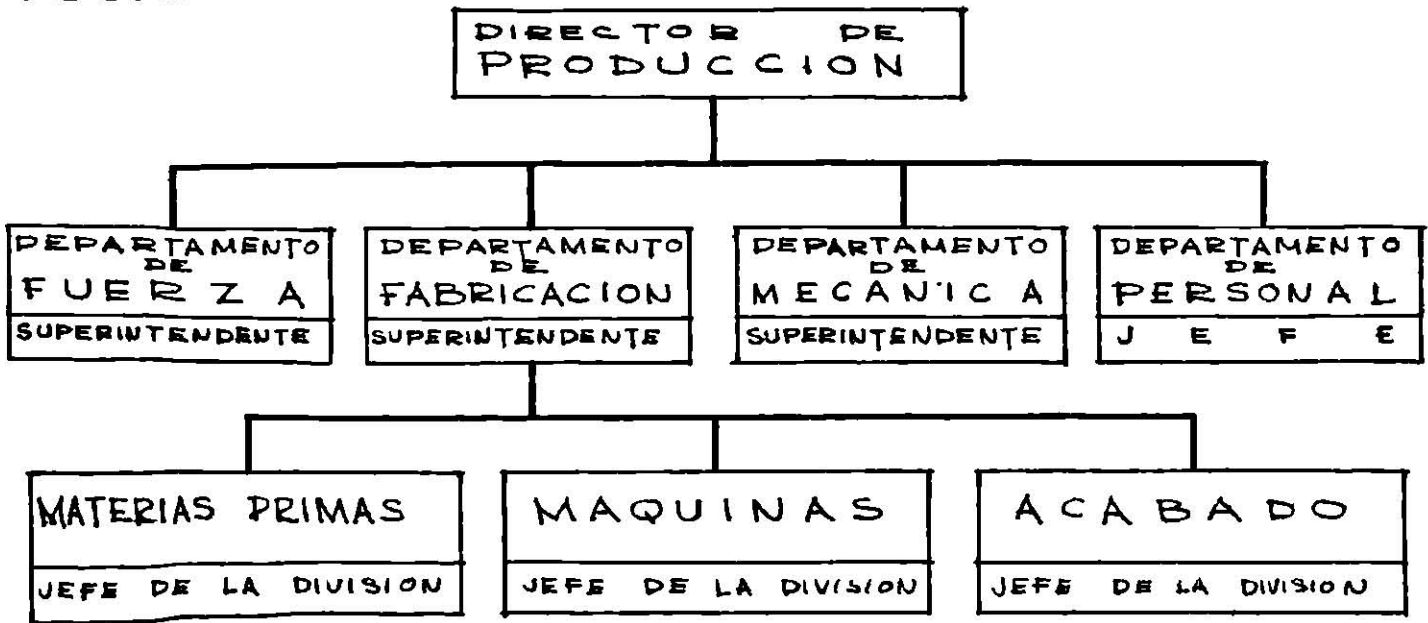 DIRECTOR DE
PRODUCCION
DEPARTAMENTO
DE
FUERZA
SUPERINTENDENTE
DEPARTAMENTO
DE
FABRICACION
SUPERINTENDENTE
DEPARTAMENTO
DE
MECANICA
SUPERINTENDENTE
DEPARTAMENTO
DE
PERSONAL
JEFE
MATERIAS PRIMAS
JEFE DE LA DIVISION
MAQUINAS
JEFE DE LA DIVISION
ACABADO
JEFE DE LA DIVISION